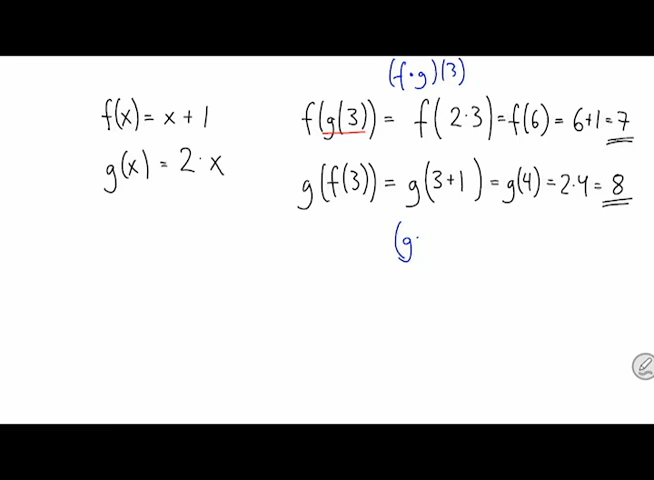 (f·g)(3)
f(x) = x + 1
f(g(3)) = f(2·3) = f(6) = 6+1 = 7
g(x) = 2·x
g(f(3)) = g(3+1) = g(4) = 2·4 = 8
(g·